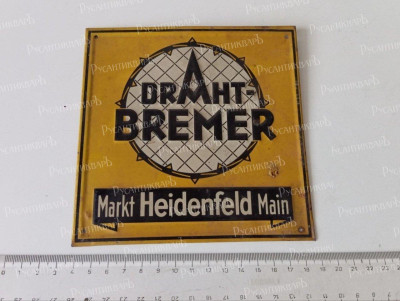 DRAHT-
BREMER
Markt Heidenfeld Main